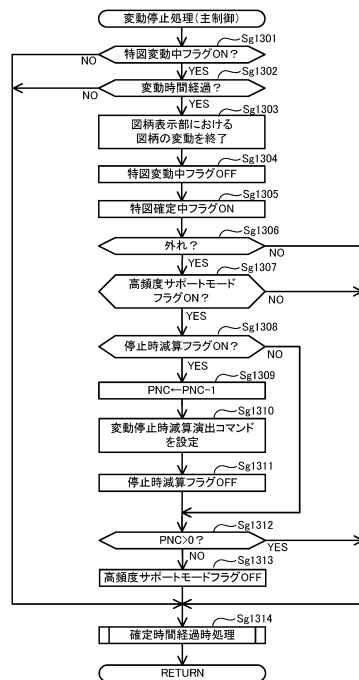 変動停止処理(主制御)
Sg1301
特図変動中フラグON?
NO
YES
Sg1302
変動時間経過?
NO
YES
Sg1303
図柄表示部における
図柄の変動を終了
Sg1304
特図変動中フラグOFF
Sg1305
特図確定中フラグON
Sg1306
外れ?
NO
YES
Sg1307
高頻度サポートモード
フラグON?
NO
YES
Sg1308
停止時減算フラグON?
NO
YES
Sg1309
PNC←PNC-1
Sg1310
変動停止時減算演出コマンド
を設定
Sg1311
停止時減算フラグOFF
Sg1312
PNC>0?
YES
NO
Sg1313
高頻度サポートモードフラグOFF
Sg1314
確定時間経過時処理
RETURN